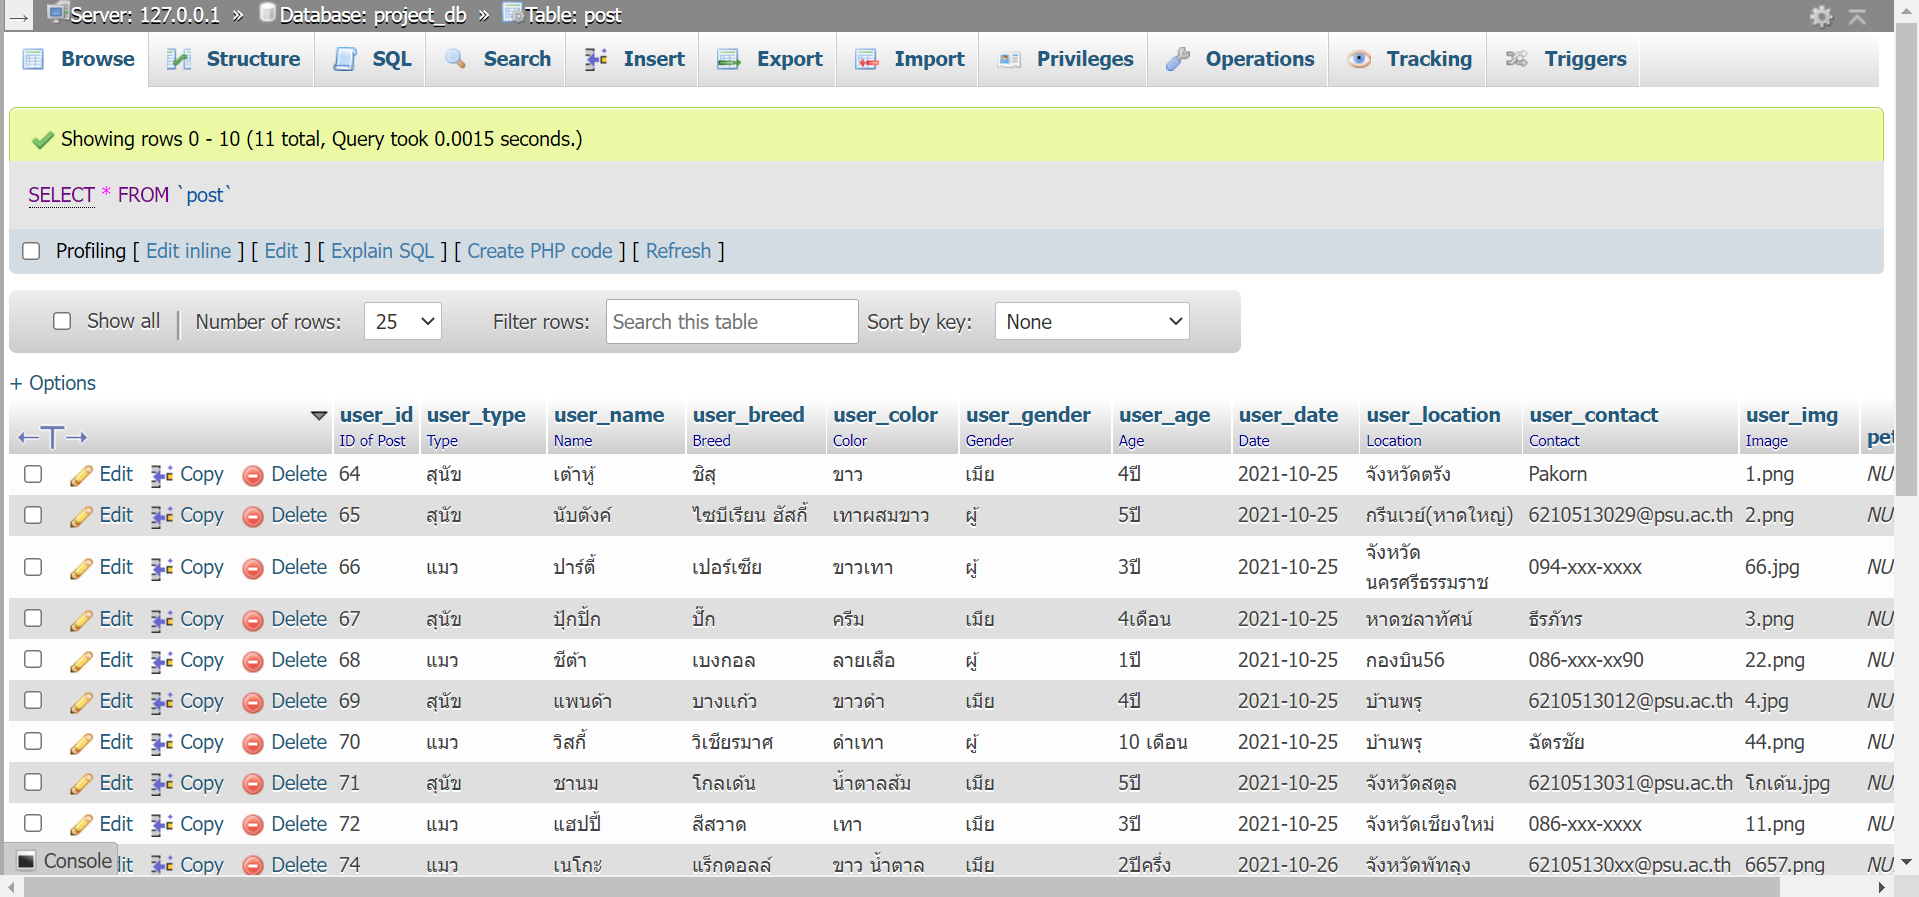 Server: 127.0.0.1 » Database: project_db » Table: post
Browse Structure SQL Search Insert Export Import Privileges Operations Tracking Triggers
Showing rows 0 - 10 (11 total, Query took 0.0015 seconds.)
SELECT * FROM `post`
Profiling [ Edit inline ] [ Edit ] [ Explain SQL ] [ Create PHP code ] [ Refresh ]
Show all Number of rows: 25 Filter rows: Search this table Sort by key: None
+ Options
user_id user_type user_name user_breed user_color user_gender user_age user_date user_location user_contact user_img pet
ID of Post Type Name Breed Color Gender Age Date Location Contact Image
Edit Copy Delete 64 สุนัข เต้าหู้ ชิสุ ขาว เมีย 4ปี 2021-10-25 จังหวัดตรัง Pakorn 1.png NU
Edit Copy Delete 65 สุนัข นับตังค์ ไซบีเรียน ฮัสกี้ เทาผสมขาว ผู้ 5ปี 2021-10-25 กรีนเวย์(หาดใหญ่) 6210513029@psu.ac.th 2.png NU
Edit Copy Delete 66 แมว ปาร์ตี้ เปอร์เซีย ขาวเทา ผู้ 3ปี 2021-10-25 จังหวัดนครศรีธรรมราช 094-xxx-xxxx 66.jpg NU
Edit Copy Delete 67 สุนัข ปุ้กปิ้ก ปั๊ก ครีม เมีย 4เดือน 2021-10-25 หาดชลาทัศน์ ธีรภัทร 3.png NU
Edit Copy Delete 68 แมว ชีต้า เบงกอล ลายเสือ ผู้ 1ปี 2021-10-25 กองบิน56 086-xxx-xx90 22.png NU
Edit Copy Delete 69 สุนัข แพนด้า บางแก้ว ขาวดำ เมีย 4ปี 2021-10-25 บ้านพรุ 6210513012@psu.ac.th 4.jpg NU
Edit Copy Delete 70 แมว วิสกี้ วิเชียรมาศ ดำเทา ผู้ 10 เดือน 2021-10-25 บ้านพรุ ฉัตรชัย 44.png NU
Edit Copy Delete 71 สุนัข ชานม โกลเด้น น้ำตาลส้ม เมีย 5ปี 2021-10-25 จังหวัดสตูล 6210513031@psu.ac.th โกเด้น.jpg NU
Edit Copy Delete 72 แมว แฮปปี้ สีสวาด เทา เมีย 3ปี 2021-10-25 จังหวัดเชียงใหม่ 086-xxx-xxxx 11.png NU
Console dit Copy Delete 74 แมว เนโกะ แร็กดอลล์ ขาว น้ำตาล เมีย 2ปีครึ่ง 2021-10-26 จังหวัดพัทลุง 62105130xx@psu.ac.th 6657.png NU